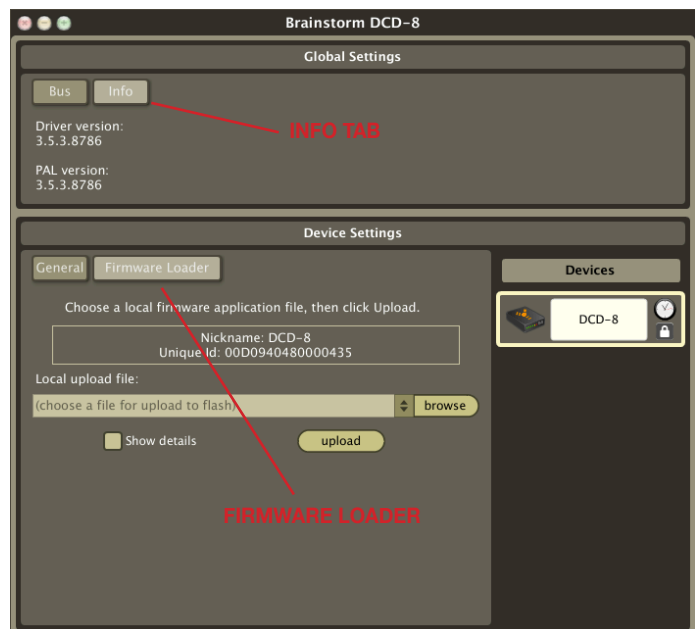 Brainstorm DCD-8
Global Settings
Bus
Info
INFO TAB
Driver version:
3.5.3.8786
PAL version:
3.5.3.8786
Device Settings
General
Firmware Loader
Devices
Choose a local firmware application file, then click Upload.
DCD-8
Nickname: DCD-8
Unique Id: 00D0940480000435
Local upload file:
(choose a file for upload to flash)
browse
Show details
upload
FIRMWARE LOADER